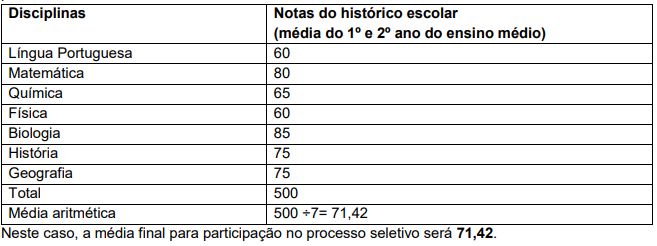 Disciplinas Notas do histórico escolar
(média do 1º e 2º ano do ensino médio)
Língua Portuguesa 60
Matemática 80
Química 65
Física 60
Biologia 85
História 75
Geografia 75
Total 500
Média aritmética 500 ÷7= 71,42
Neste caso, a média final para participação no processo seletivo será 71,42.